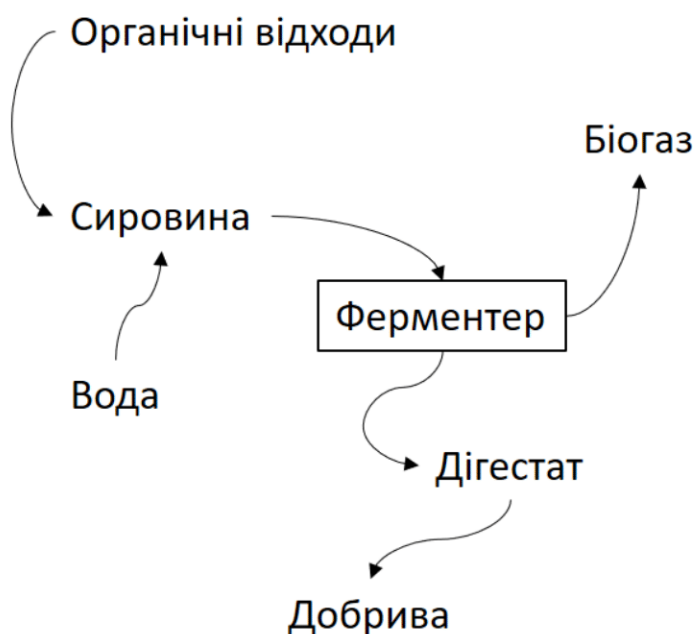 Органічні відходи
Біогаз
Сировина
Ферментер
Вода
Дігестат
Добрива